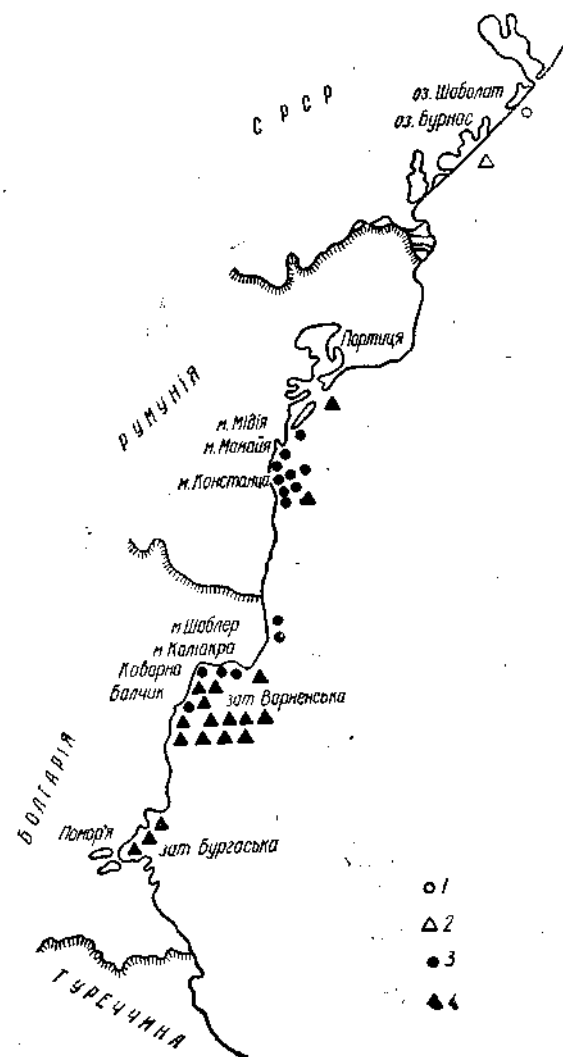 СРСР
оз. Шаболат
оз. Бурнас
Портиця
РУМУНІЯ
м. Мідія
м. Мамайя
м. Констанца
м Шаблер
м Каліакра
Каварна
Балчик
зат Варненська
БОЛГАРІЯ
Помор'я
зат Бургаська
ТУРЕЧЧИНА
1
2
3
4